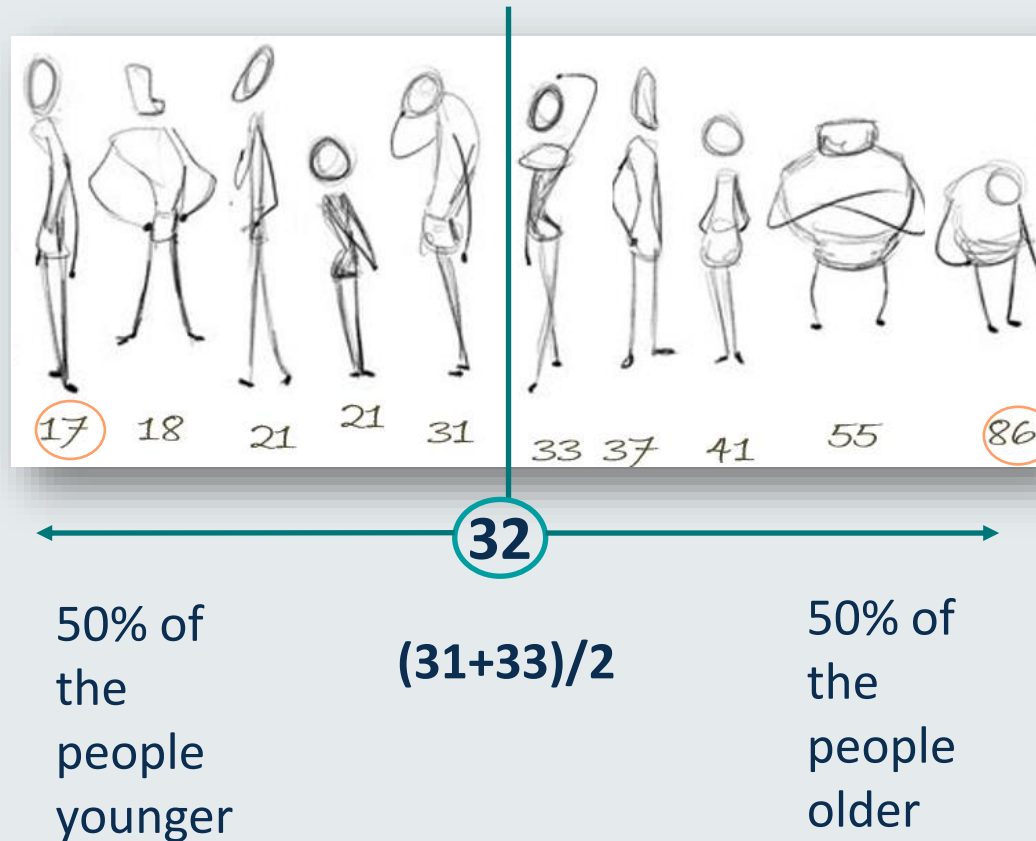 17 18 21 21 31 33 37 41 55 86
32
50% of
the
people
younger
(31+33)/2
50% of
the
people
older